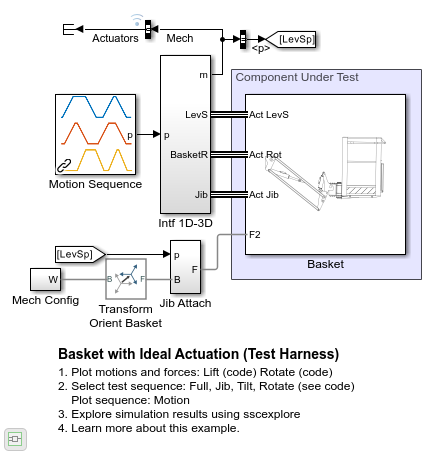 [LevSp]
Actuators
Mech
<p>
m
Component Under Test
LevS
Act LevS
p
p
BasketR
Act Rot
Jib
Act Jib
Motion Sequence
Intf 1D-3D
F2
[LevSp]
p
Basket
F
W
B
F
B
Mech Config
Transform
Orient Basket
Jib Attach
Basket with Ideal Actuation (Test Harness)
1. Plot motions and forces: Lift (code) Rotate (code)
2. Select test sequence: Full, Jib, Tilt, Rotate (see code)
Plot sequence: Motion
3. Explore simulation results using sscexplore
4. Learn more about this example.